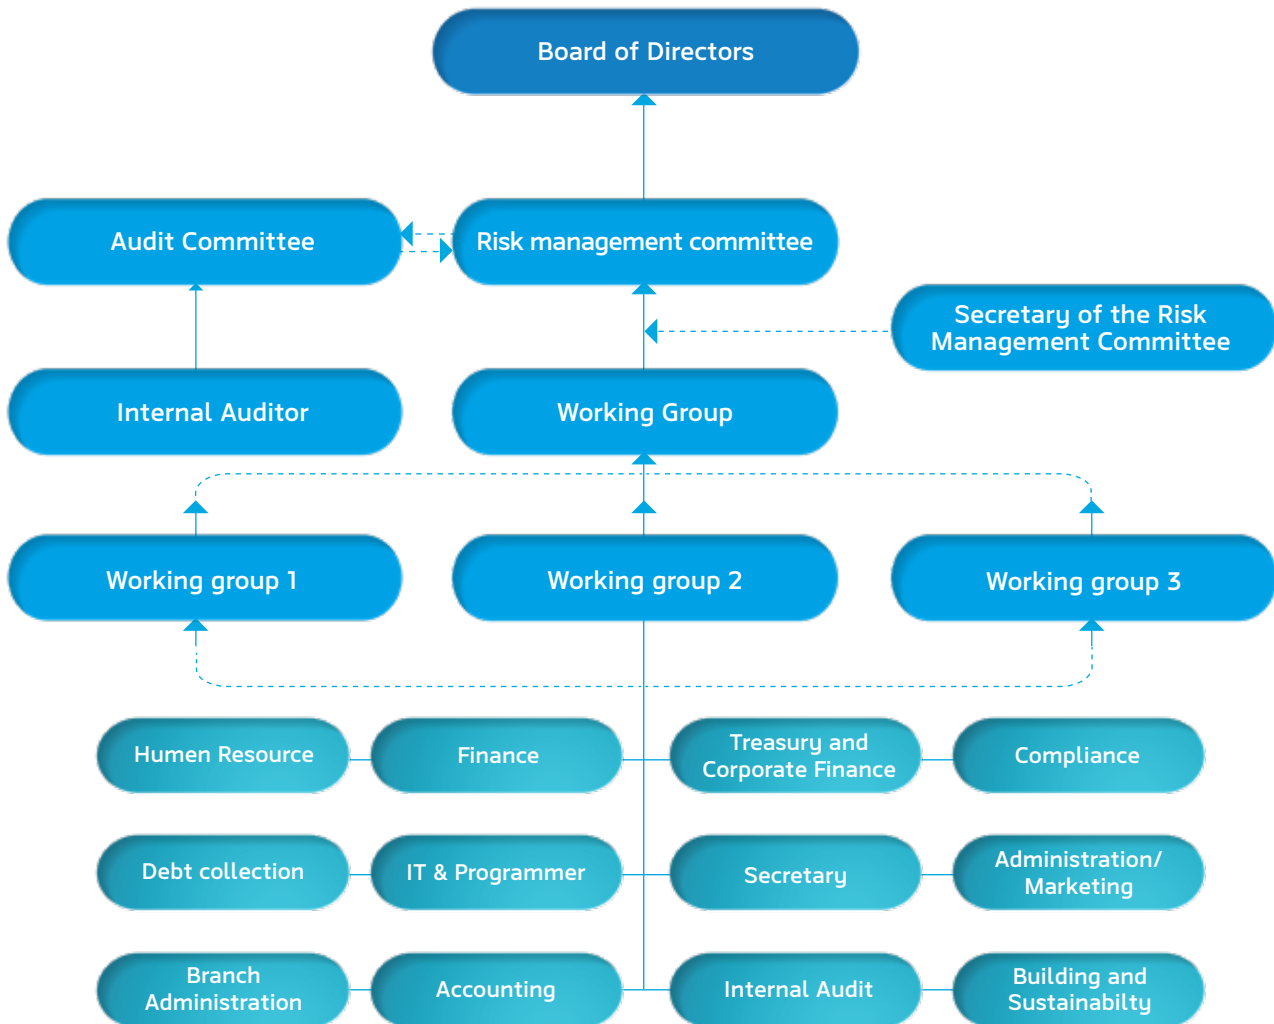 Board of Directors
Audit Committee
Risk management committee
Secretary of the Risk
Management Committee
Internal Auditor
Working Group
Working group 1
Working group 2
Working group 3
Humen Resource
Finance
Treasury and
Corporate Finance
Compliance
Debt collection
IT & Programmer
Secretary
Administration/
Marketing
Branch
Administration
Accounting
Internal Audit
Building and
Sustainabilty